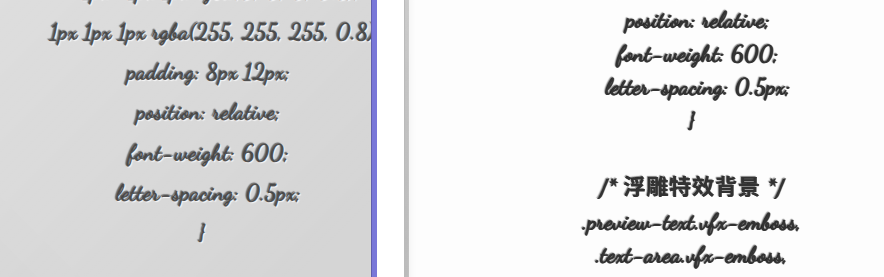 1px 1px 1px rgba(255, 255, 255, 0.8)
padding: 8px 12px;
position: relative;
font-weight: 600;
letter-spacing: 0.5px;
}
position: relative;
font-weight: 600;
letter-spacing: 0.5px;
}
/* 浮雕特效背景 */
.preview-text.vfx-emboss,
.text-area.vfx-emboss,